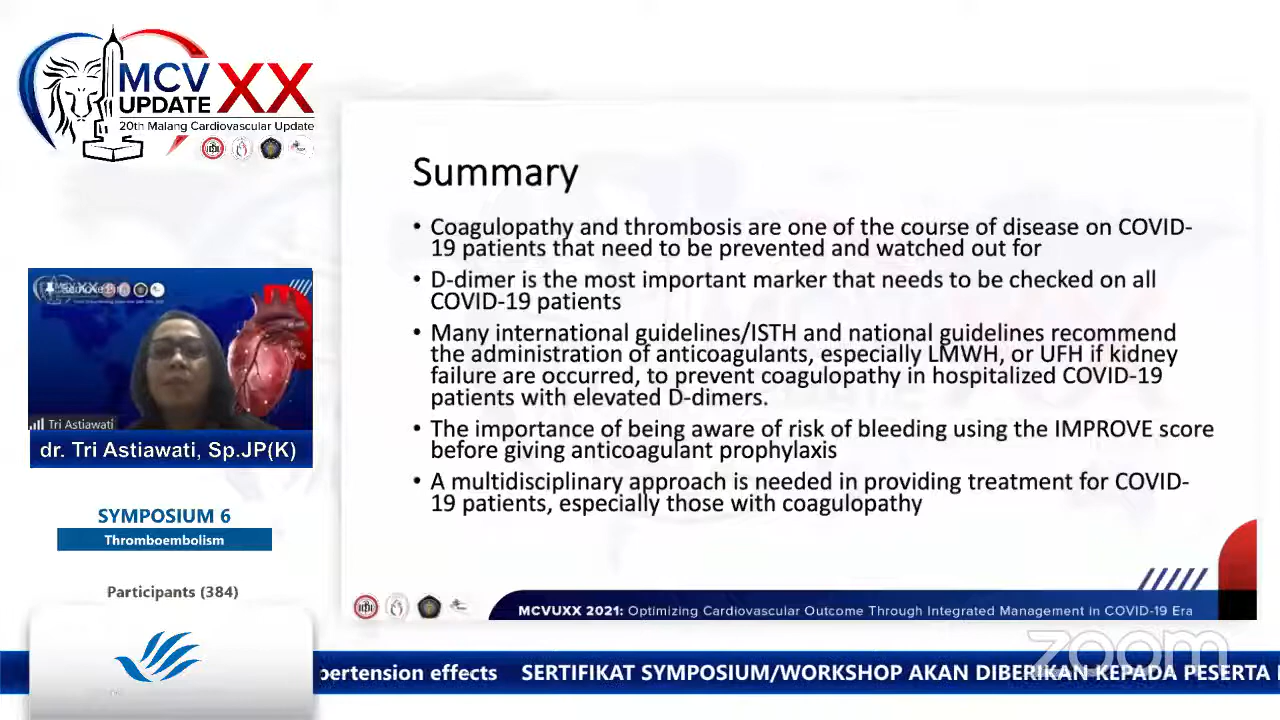 MCV
UPDATE
XX
20th Malang Cardiovascular Update
Summary
• Coagulopathy and thrombosis are one of the course of disease on COVID-
19 patients that need to be prevented and watched out for
• D-dimer is the most important marker that needs to be checked on all
COVID-19 patients
• Many international guidelines/ISTH and national guidelines recommend
the administration of anticoagulants, especially LMWH, or UFH if kidney
failure are occurred, to prevent coagulopathy in hospitalized COVID-19
patients with elevated D-dimers.
• The importance of being aware of risk of bleeding using the IMPROVE score
before giving anticoagulant prophylaxis
• A multidisciplinary approach is needed in providing treatment for COVID-
19 patients, especially those with coagulopathy
Tri Astiawati
dr. Tri Astiawati, Sp.JP(K)
SYMPOSIUM 6
Thromboembolism
Participants (384)
MCVUXX 2021: Optimizing Cardiovascular Outcome Through Integrated Management in COVID-19 Era
zoom
pertension effects SERTIFIKAT SYMPOSIUM/WORKSHOP AKAN DIBERIKAN KEPADA PESERTA